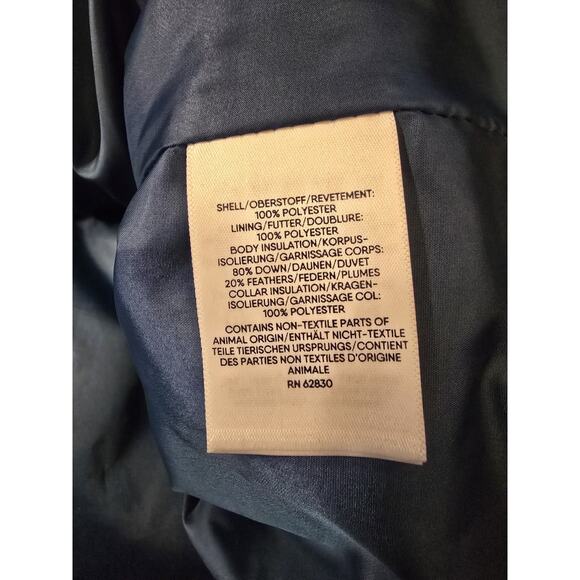 SHELL/OBERSTOFF/REVETEMENT:
100% POLYESTER
LINING/FUTTER/DOUBLURE:
100% POLYESTER
BODY INSULATION/KORPUS-
ISOLIERUNG/GARNISSAGE CORPS:
80% DOWN/DAUNEN/DUVET
20% FEATHERS/FEDERN/PLUMES
COLLAR INSULATION/KRAGEN-
ISOLIERUNG/GARNISSAGE COL:
100% POLYESTER
CONTAINS NON-TEXTILE PARTS OF
ANIMAL ORIGIN/ENTHÄLT NICHT-TEXTILE
TEILE TIERISCHEN URSPRUNGS/CONTIENT
DES PARTIES NON TEXTILES D'ORIGINE
ANIMALE
RN 62830